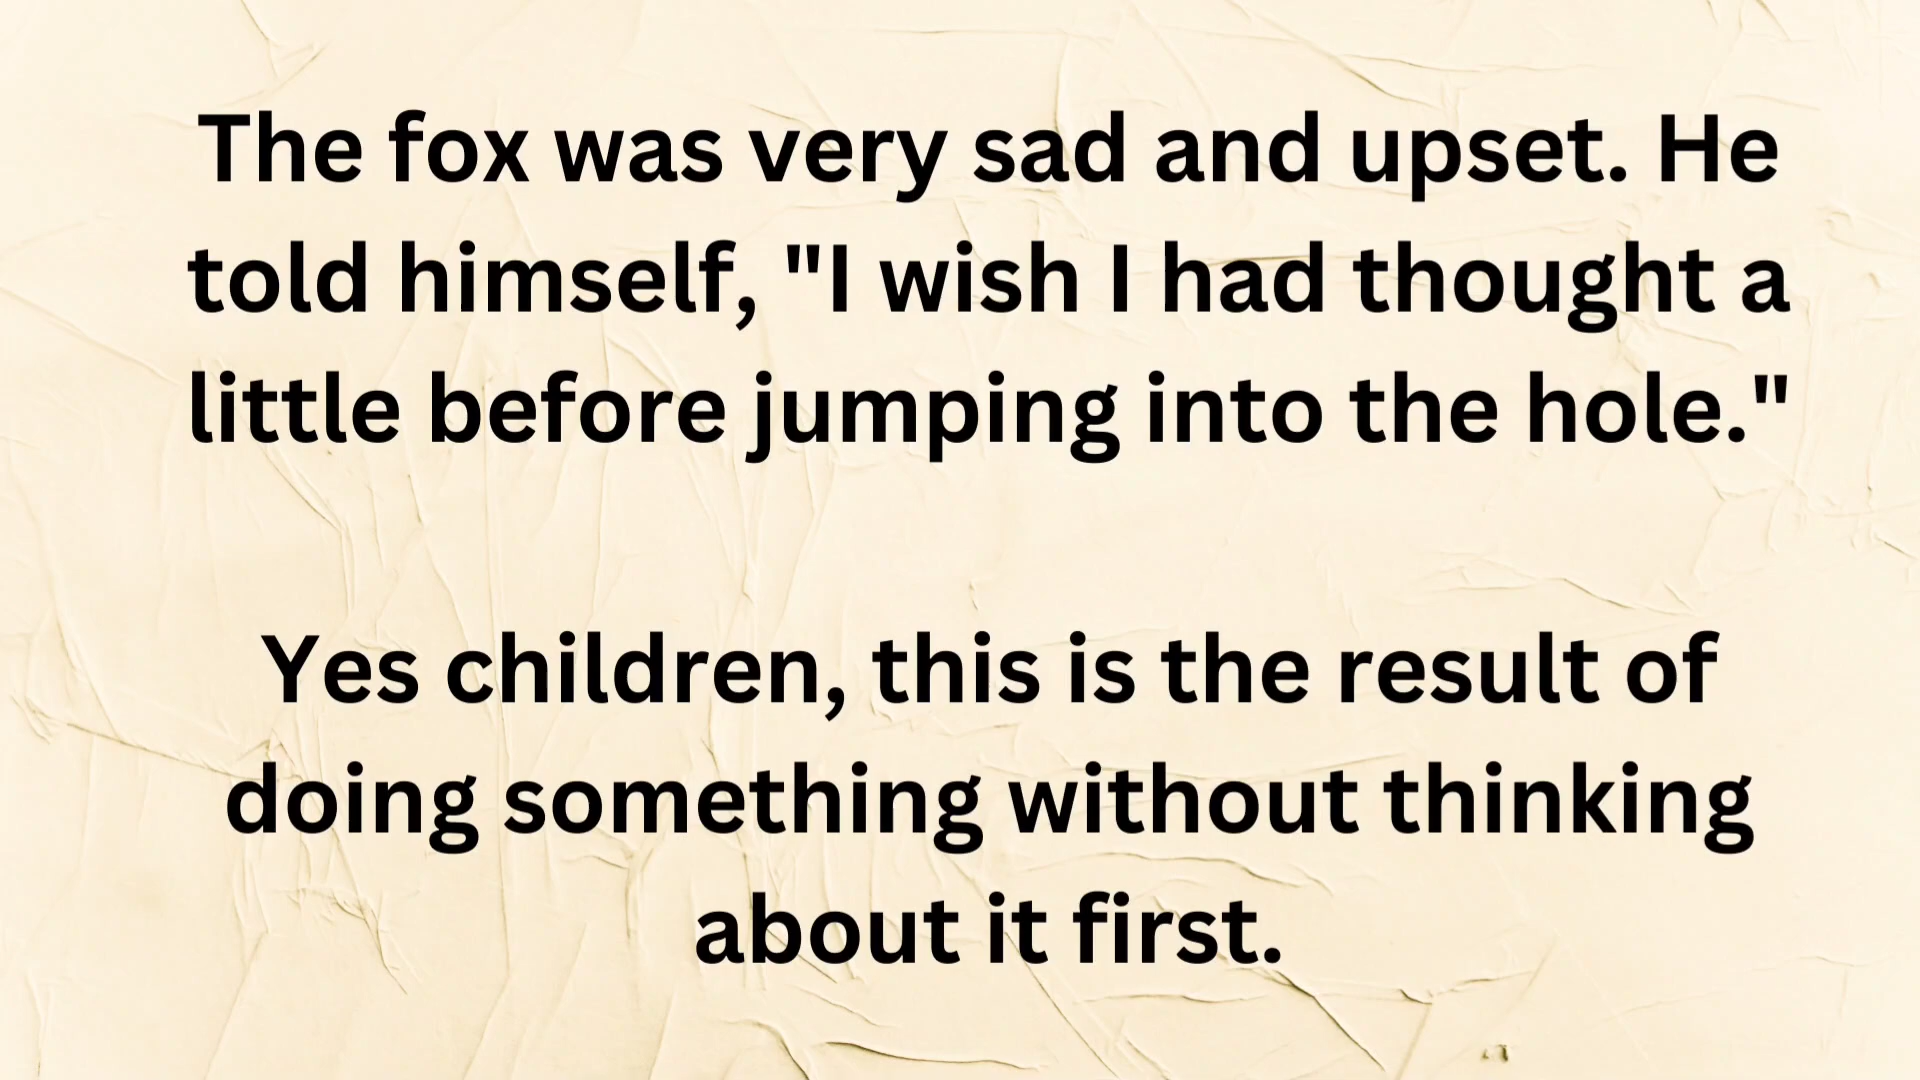 The fox was very sad and upset. He
told himself, "I wish I had thought a
little before jumping into the hole."
Yes children, this is the result of
doing something without thinking
about it first.